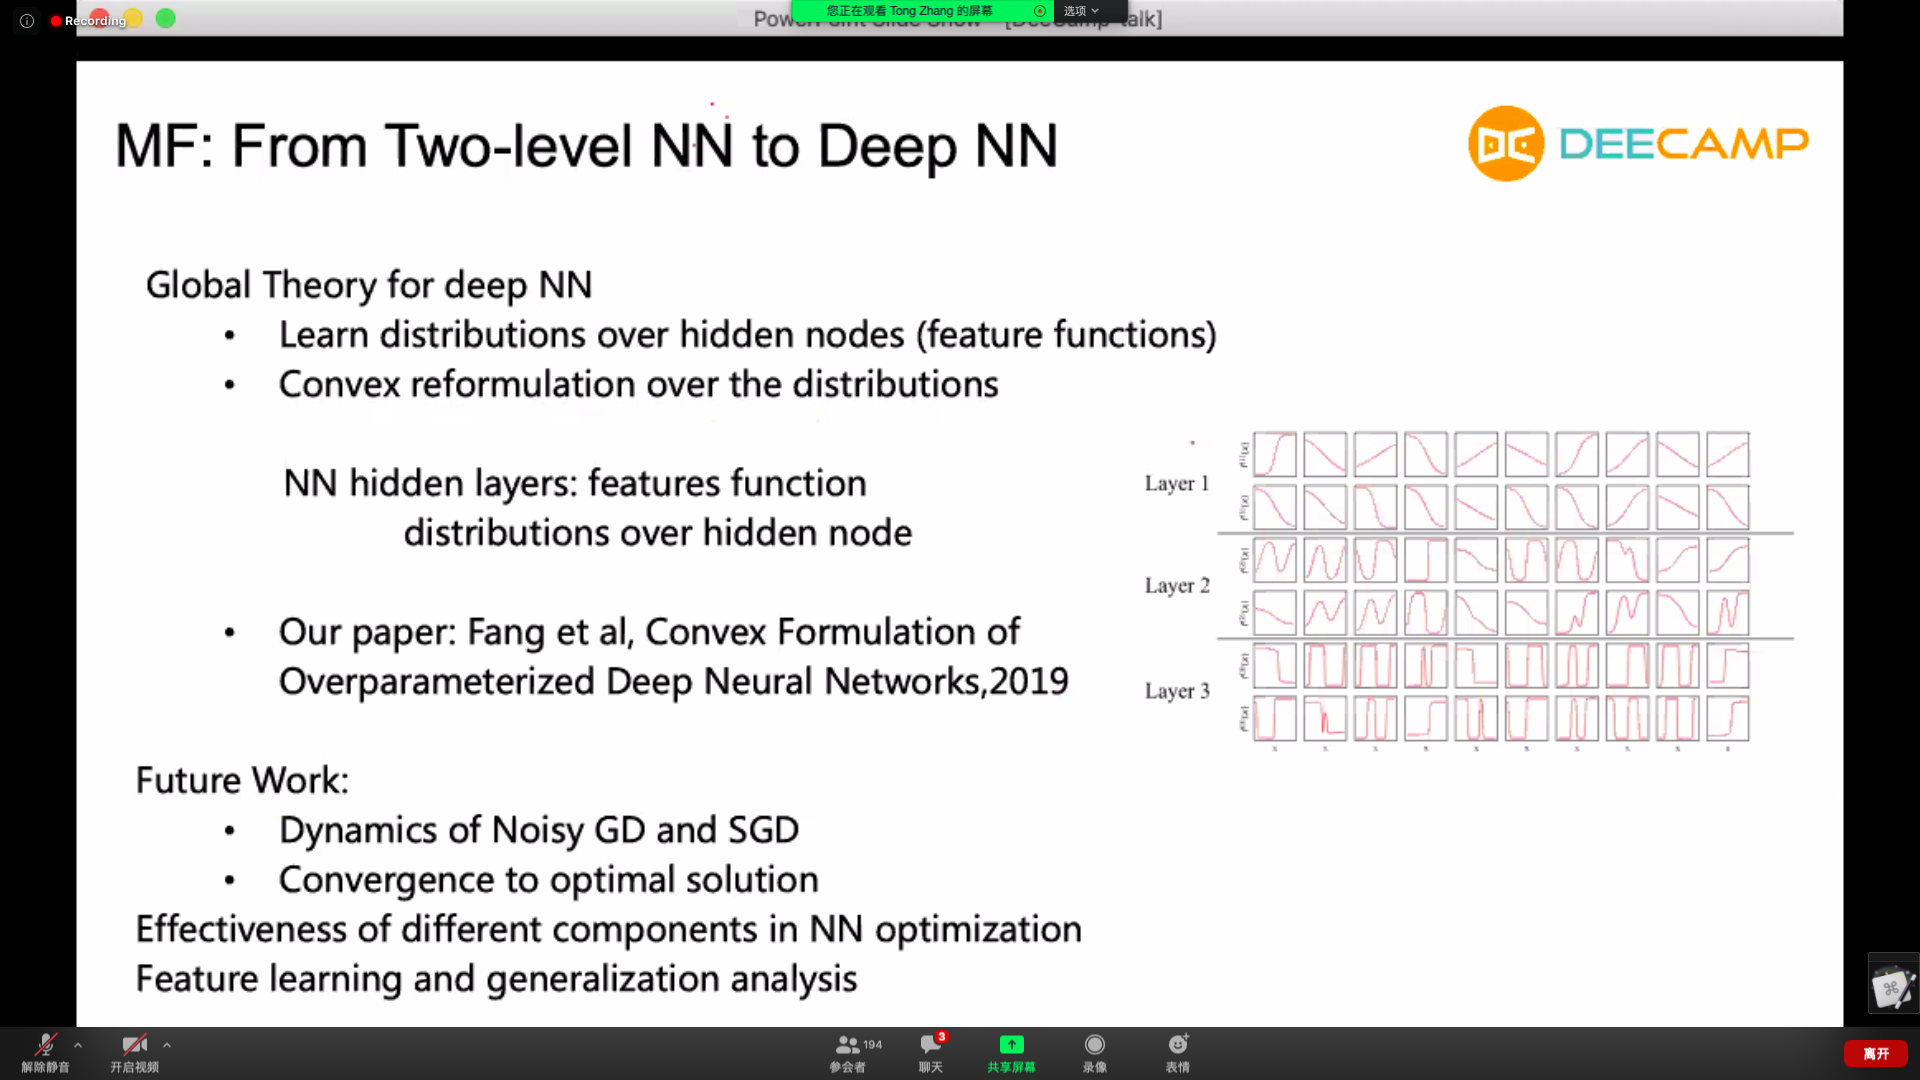 Recording
您正在观看 Tong Zhang 的屏幕
选项
MF: From Two-level NN to Deep NN
DEECAMP
Global Theory for deep NN
• Learn distributions over hidden nodes (feature functions)
• Convex reformulation over the distributions
NN hidden layers: features function
distributions over hidden node
• Our paper: Fang et al, Convex Formulation of
Overparameterized Deep Neural Networks,2019
Layer 1
Layer 2
Layer 3
Future Work:
• Dynamics of Noisy GD and SGD
• Convergence to optimal solution
Effectiveness of different components in NN optimization
Feature learning and generalization analysis
解除静音
开启视频
194
参会者
3
聊天
共享屏幕
录像
表情
离开